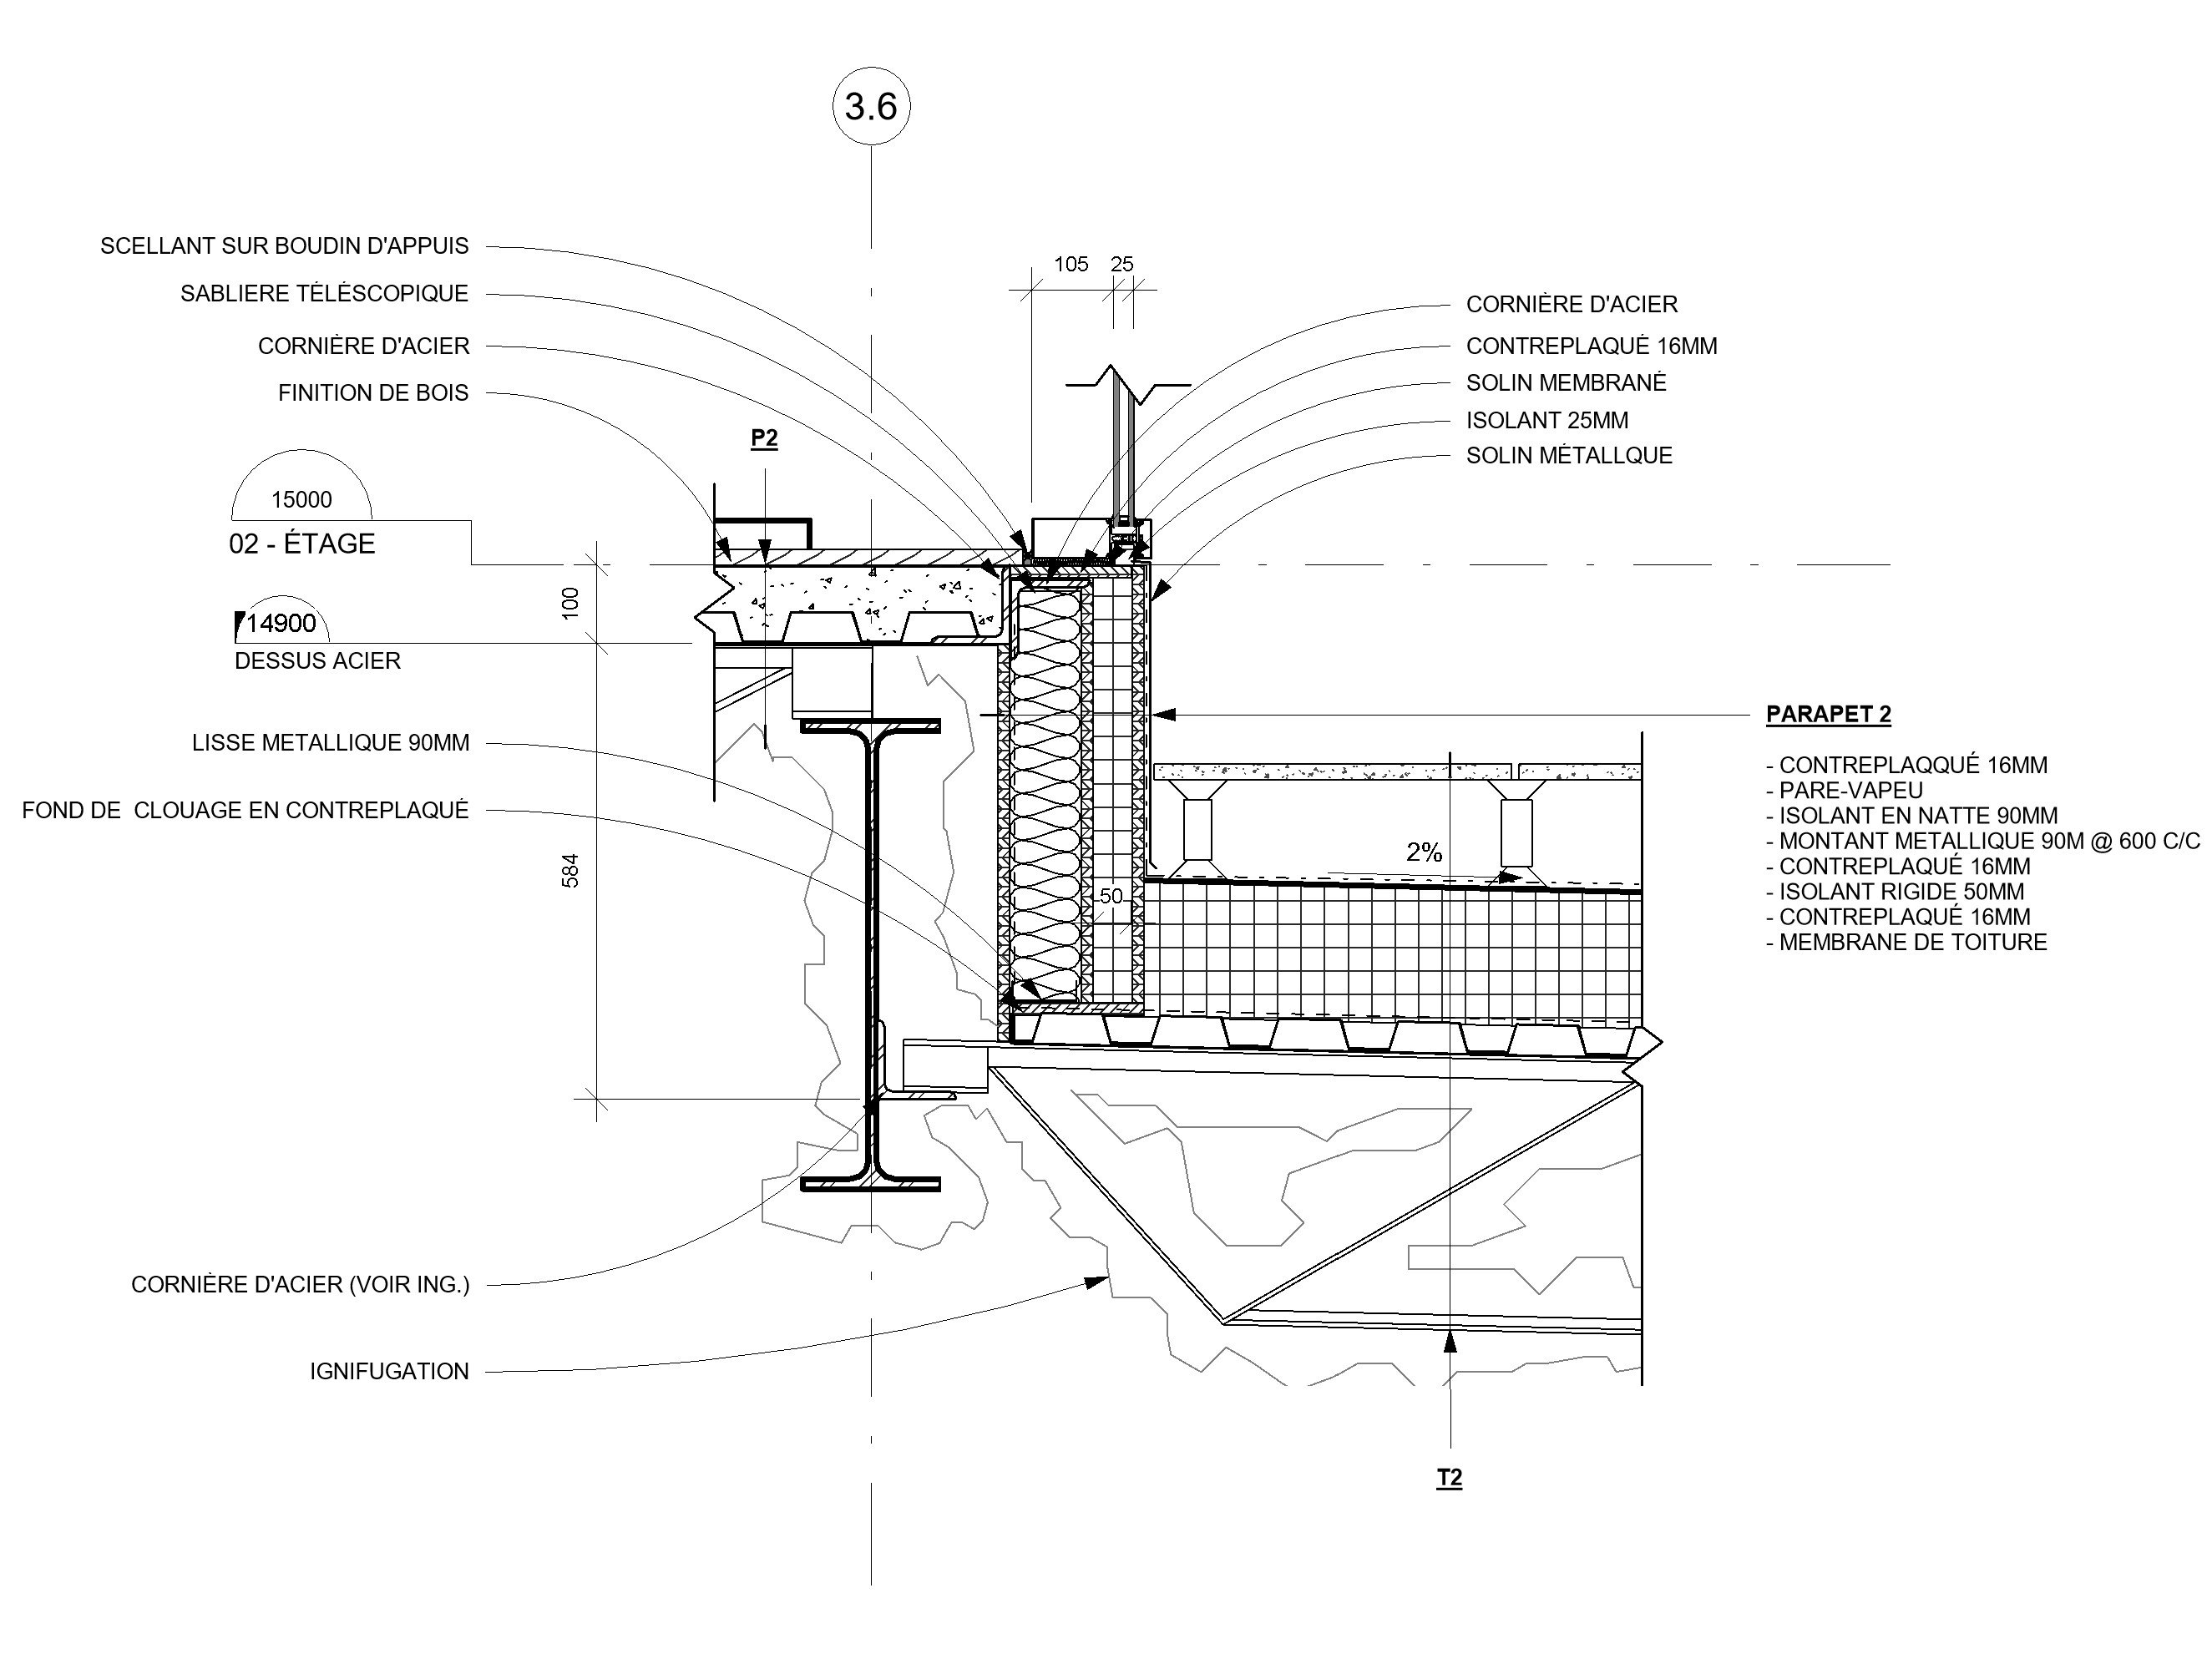 3.6
SCELLANT SUR BOUDIN D'APPUIS
SABLIERE TÉLÉSCOPIQUE
CORNIÈRE D'ACIER
FINITION DE BOIS
P2
105
25
CORNIÈRE D'ACIER
CONTREPLAQUÉ 16MM
SOLIN MEMBRANÉ
ISOLANT 25MM
SOLIN MÉTALLQUE
15000
02 - ÉTAGE
14900
DESSUS ACIER
100
LISSE METALLIQUE 90MM
FOND DE  CLOUAGE EN CONTREPLAQUÉ
584
50
2%
PARAPET 2
- CONTREPLAQQUÉ 16MM
- PARE-VAPEU
- ISOLANT EN NATTE 90MM
- MONTANT METALLIQUE 90M @ 600 C/C
- CONTREPLAQUÉ 16MM
- ISOLANT RIGIDE 50MM
- CONTREPLAQUÉ 16MM
- MEMBRANE DE TOITURE
CORNIÈRE D'ACIER (VOIR ING.)
IGNIFUGATION
T2